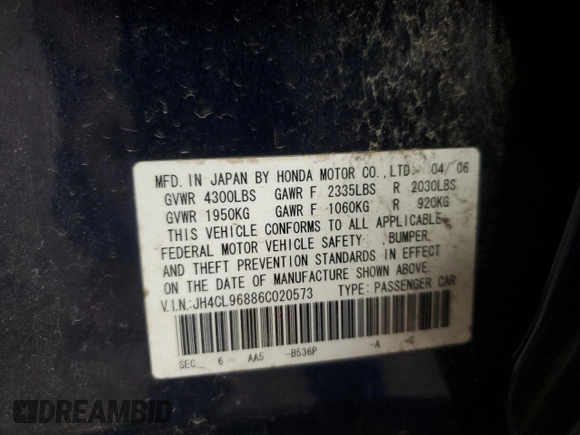 MFD. IN JAPAN BY HONDA MOTOR CO., LTD. 04/06
GVWR 4300LBS GAWR F 2335LBS R 2030LBS
GVWR 1950KG GAWR F 1060KG R 920KG
THIS VEHICLE CONFORMS TO ALL APPLICABLE
FEDERAL MOTOR VEHICLE SAFETY , BUMPER,
AND THEFT PREVENTION STANDARDS IN EFFECT
ON THE DATE OF MANUFACTURE SHOWN ABOVE.
V.I.N.:JH4CL96886C020573 TYPE: PASSENGER CAR
SEC 6 AA5 -B536P -A -C
DREAMBID